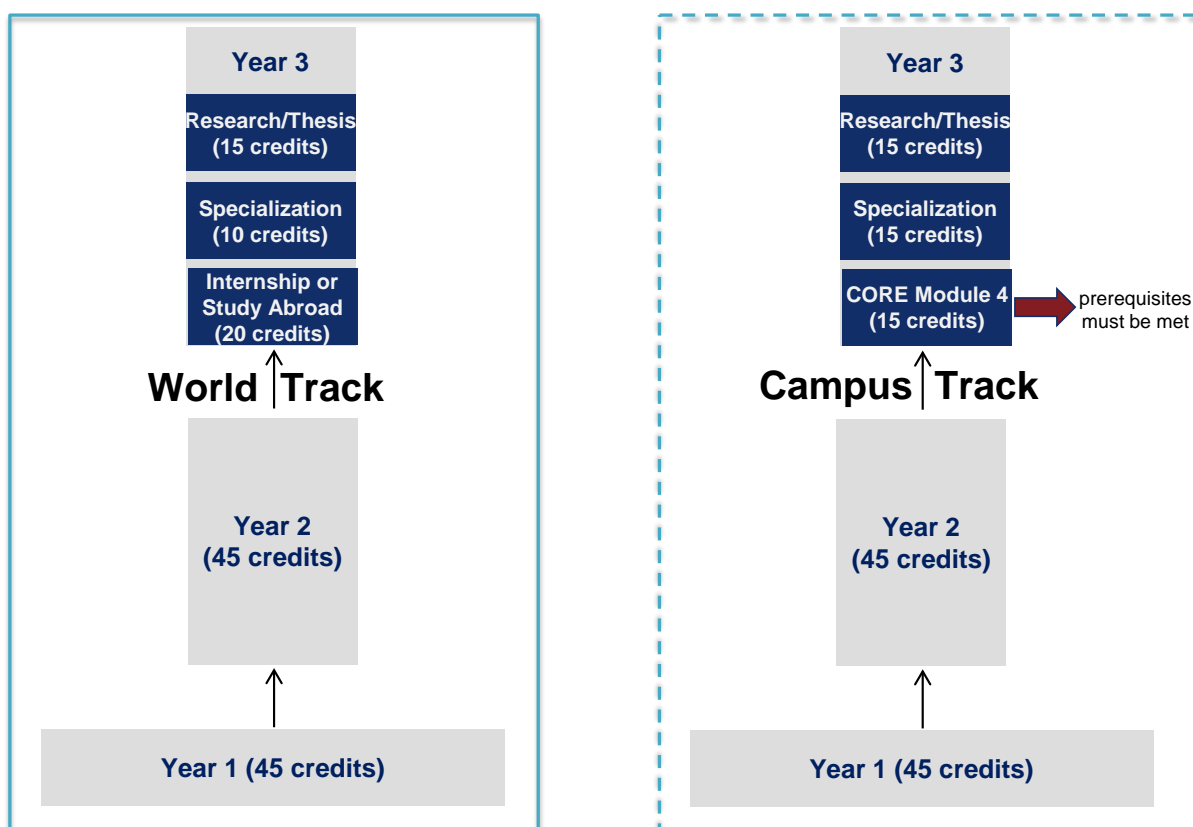 Year 3
Research/Thesis
(15 credits)
Specialization
(10 credits)
Internship or
Study Abroad
(20 credits)
World Track
Year 2
(45 credits)
Year 1 (45 credits)
Year 3
Research/Thesis
(15 credits)
Specialization
(15 credits)
CORE Module 4
(15 credits)
prerequisites
must be met
Campus Track
Year 2
(45 credits)
Year 1 (45 credits)